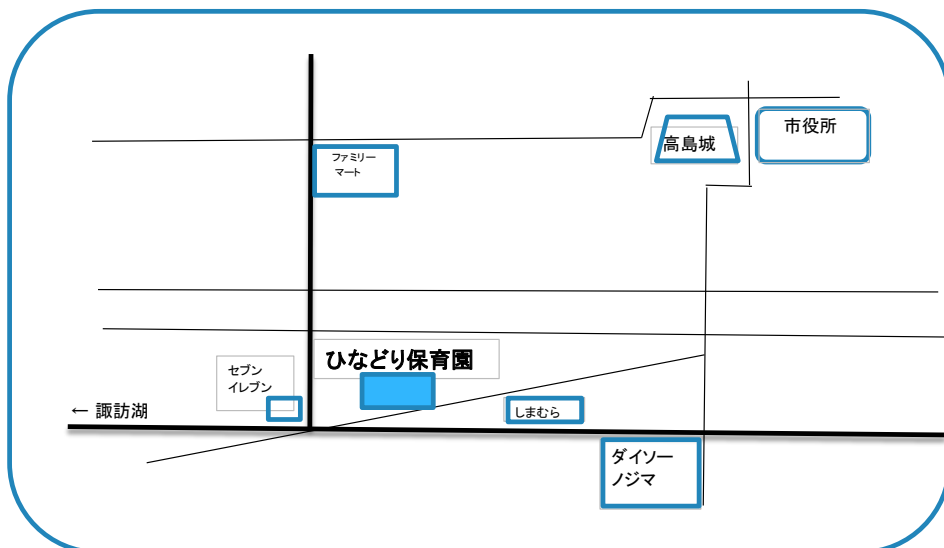 市役所
高島城
ファミリー
マート
ひなどり保育園
セブン
イレブン
← 諏訪湖
しまむら
ダイソー
ノジマ